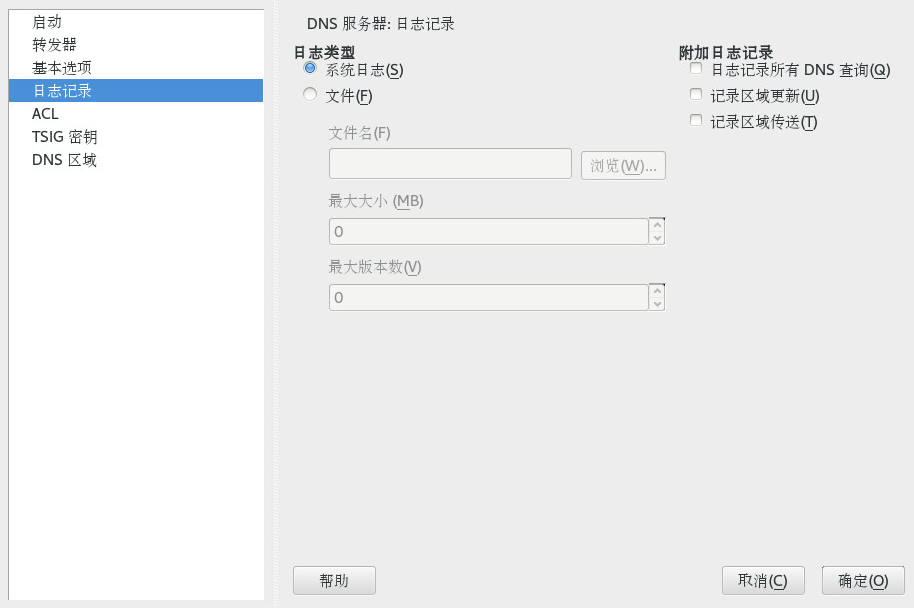 启动
转发器
基本选项
日志记录
ACL
TSIG 密钥
DNS 区域
DNS 服务器: 日志记录
日志类型
系统日志(S)
文件(F)
文件名(F)
浏览(W)...
最大大小 (MB)
0
最大版本数(V)
0
附加日志记录
日志记录所有 DNS 查询(Q)
记录区域更新(U)
记录区域传送(T)
帮助
取消(C)
确定(O)